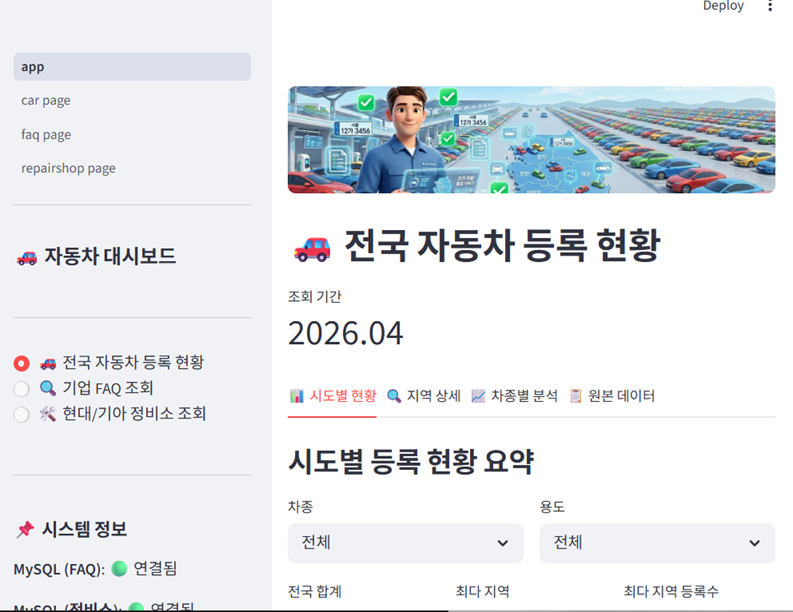 Deploy
app
car page
faq page
repairshop page
자동차 대시보드
전국 자동차 등록 현황
기업 FAQ 조회
현대/기아 정비소 조회
시스템 정보
MySQL (FAQ): 연결됨
MySQL (정비소): 연결됨
12가 3456
12가 3456
전국 자동차 등록 현황
조회 기간
2026.04
시도별 현황 지역 상세 차종별 분석 원본 데이터
시도별 등록 현황 요약
차종 용도
전체 전체
전국 합계 최다 지역 최다 지역 등록수